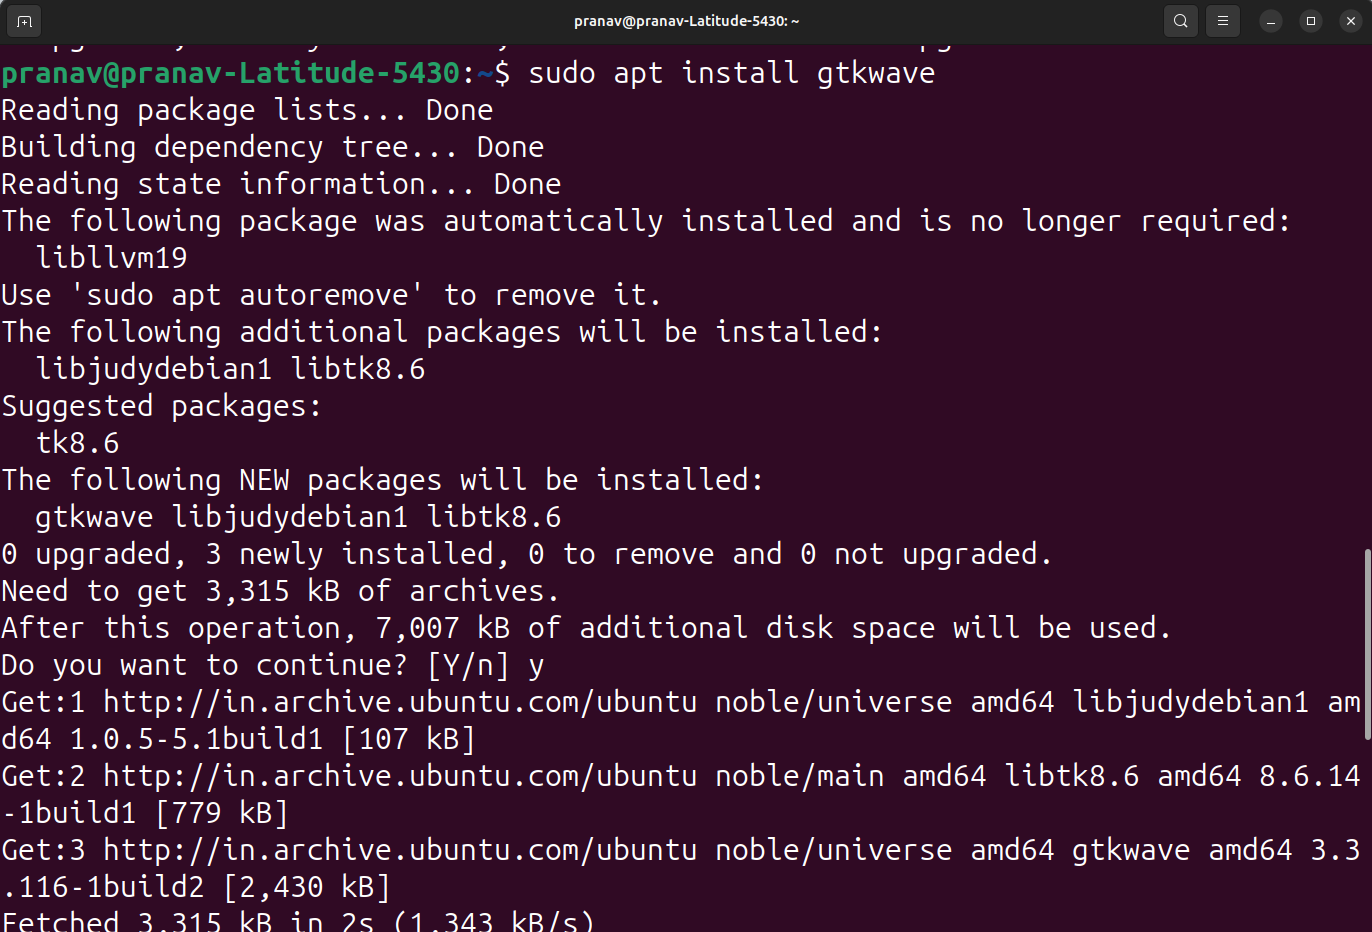 pranav@pranav-Latitude-5430: ~
pranav@pranav-Latitude-5430:~$ sudo apt install gtkwave
Reading package lists... Done
Building dependency tree... Done
Reading state information... Done
The following package was automatically installed and is no longer required:
  libllvm19
Use 'sudo apt autoremove' to remove it.
The following additional packages will be installed:
  libjudydebian1 libtk8.6
Suggested packages:
  tk8.6
The following NEW packages will be installed:
  gtkwave libjudydebian1 libtk8.6
0 upgraded, 3 newly installed, 0 to remove and 0 not upgraded.
Need to get 3,315 kB of archives.
After this operation, 7,007 kB of additional disk space will be used.
Do you want to continue? [Y/n] y
Get:1 http://in.archive.ubuntu.com/ubuntu noble/universe amd64 libjudydebian1 am
d64 1.0.5-5.1build1 [107 kB]
Get:2 http://in.archive.ubuntu.com/ubuntu noble/main amd64 libtk8.6 amd64 8.6.14
-1build1 [779 kB]
Get:3 http://in.archive.ubuntu.com/ubuntu noble/universe amd64 gtkwave amd64 3.3
.116-1build2 [2,430 kB]
Fetched 3,315 kB in 2s (1,343 kB/s)